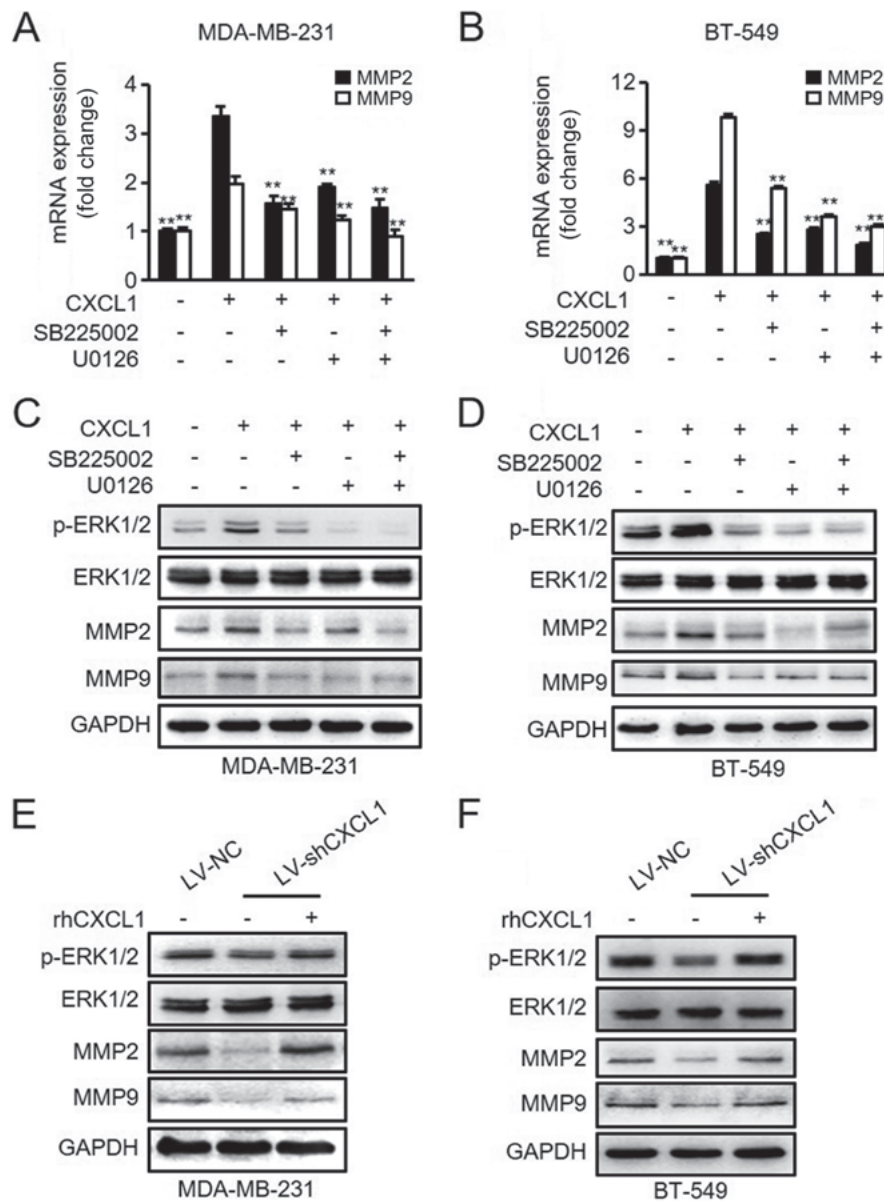 A
MDA-MB-231
mRNA expression
(fold change)
4
3
2
1
0
MMP2
MMP9
** **
** **
** **
** **
CXCL1 - + + + +
SB225002 - - + - +
U0126 - - - + +
B
BT-549
mRNA expression
(fold change)
12
9
6
3
0
MMP2
MMP9
** **
** **
** **
** **
CXCL1 - + + + +
SB225002 - - + - +
U0126 - - - + +
C
CXCL1 - + + + +
SB225002 - - + - +
U0126 - - - + +
p-ERK1/2
ERK1/2
MMP2
MMP9
GAPDH
MDA-MB-231
D
CXCL1 - + + + +
SB225002 - - + - +
U0126 - - - + +
p-ERK1/2
ERK1/2
MMP2
MMP9
GAPDH
BT-549
E
LV-NC
LV-shCXCL1
rhCXCL1 - - +
p-ERK1/2
ERK1/2
MMP2
MMP9
GAPDH
MDA-MB-231
F
LV-NC
LV-shCXCL1
rhCXCL1 - - +
p-ERK1/2
ERK1/2
MMP2
MMP9
GAPDH
BT-549